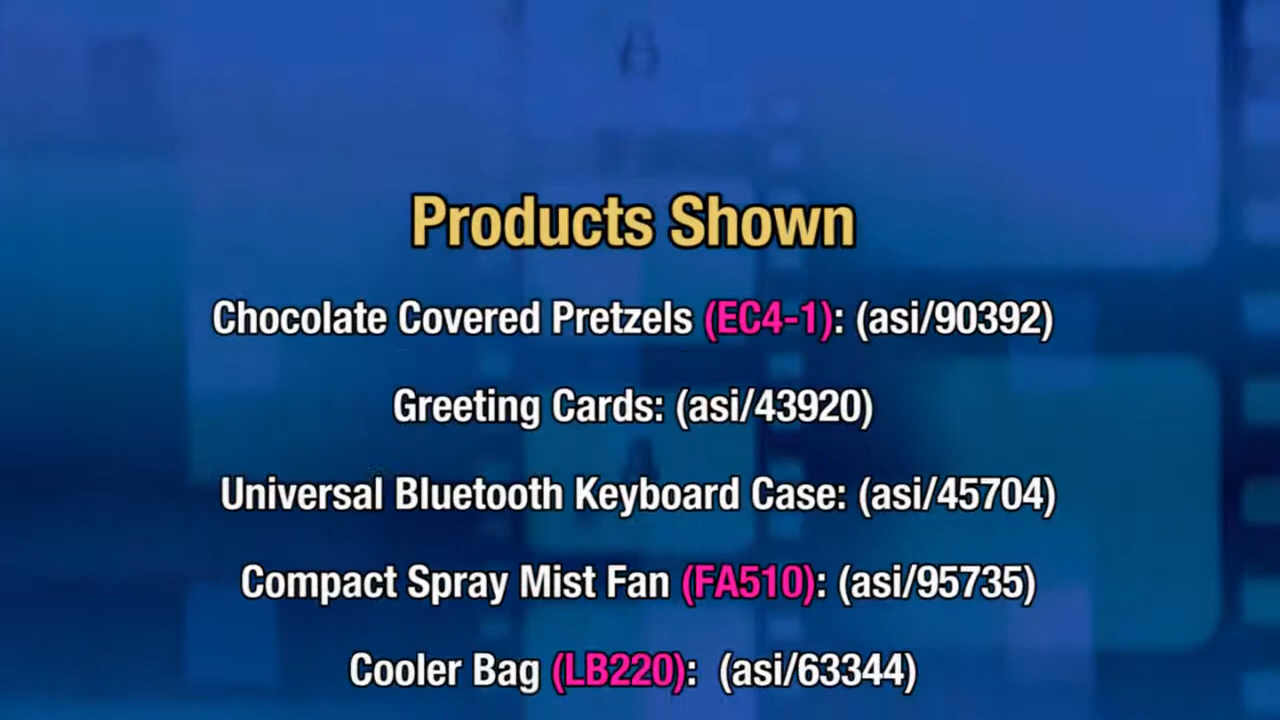 Products Shown
Chocolate Covered Pretzels (EC4-1): (asi/90392)
Greeting Cards: (asi/43920)
Universal Bluetooth Keyboard Case: (asi/45704)
Compact Spray Mist Fan (FA510): (asi/95735)
Cooler Bag (LB220): (asi/63344)